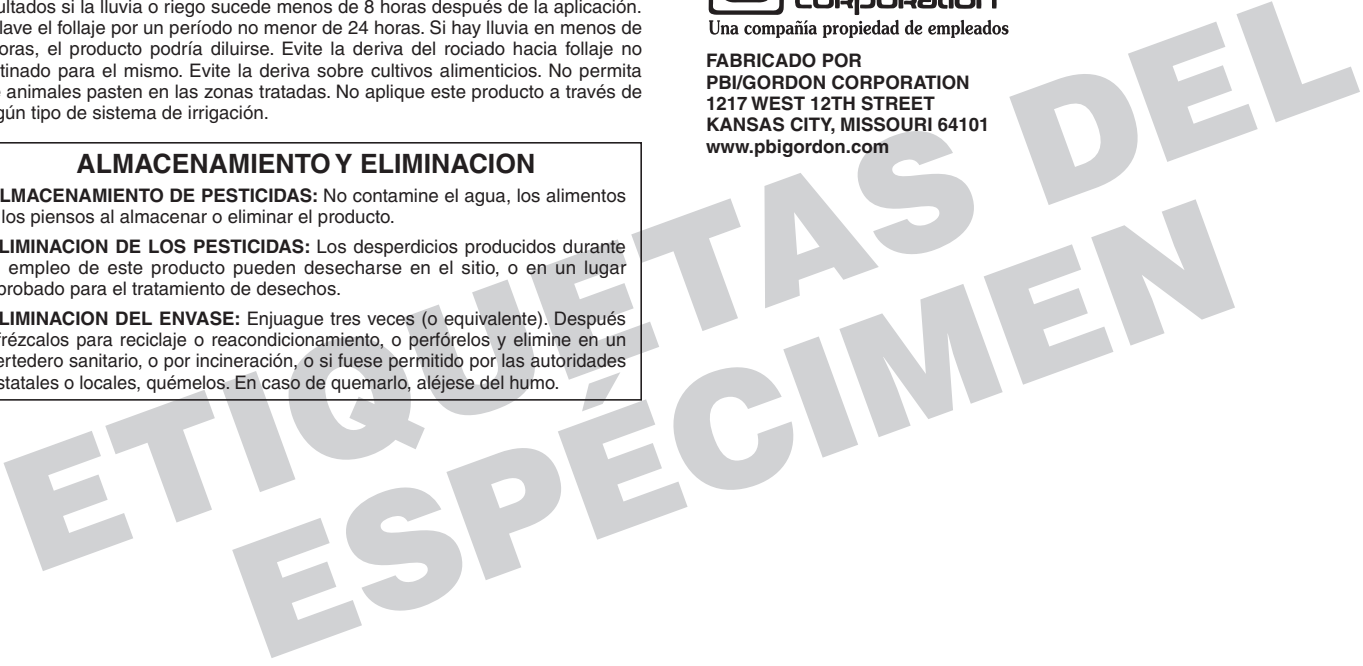 ultados si la lluvia o riego sucede menos de 8 horas después de la aplicación.
lave el follaje por un período no menor de 24 horas. Si hay lluvia en menos de
oras, el producto podría diluirse. Evite la deriva del rociado hacia follaje no
tinado para el mismo. Evite la deriva sobre cultivos alimenticios. No permita
animales pasten en las zonas tratadas. No aplique este producto a través de
gún tipo de sistema de irrigación.
ALMACENAMIENTO Y ELIMINACION
LMACENAMIENTO DE PESTICIDAS: No contamine el agua, los alimentos
los piensos al almacenar o eliminar el producto.
LIMINACION DE LOS PESTICIDAS: Los desperdicios producidos durante
empleo de este producto pueden desecharse en el sitio, o en un lugar
probado para el tratamiento de desechos.
LIMINACION DEL ENVASE: Enjuague tres veces (o equivalente). Después
frézcalos para reciclaje o reacondicionamiento, o perfórelos y elimine en un
ertedero sanitario, o por incineración, o si fuese permitido por las autoridades
statales o locales, quémelos. En caso de quemarlo, aléjese del humo.
corporation
Una compañía propiedad de empleados
FABRICADO POR
PBI/GORDON CORPORATION
1217 WEST 12TH STREET
KANSAS CITY, MISSOURI 64101
www.pbigordon.com
ETIQUETAS DEL
ESPÉCIMEN